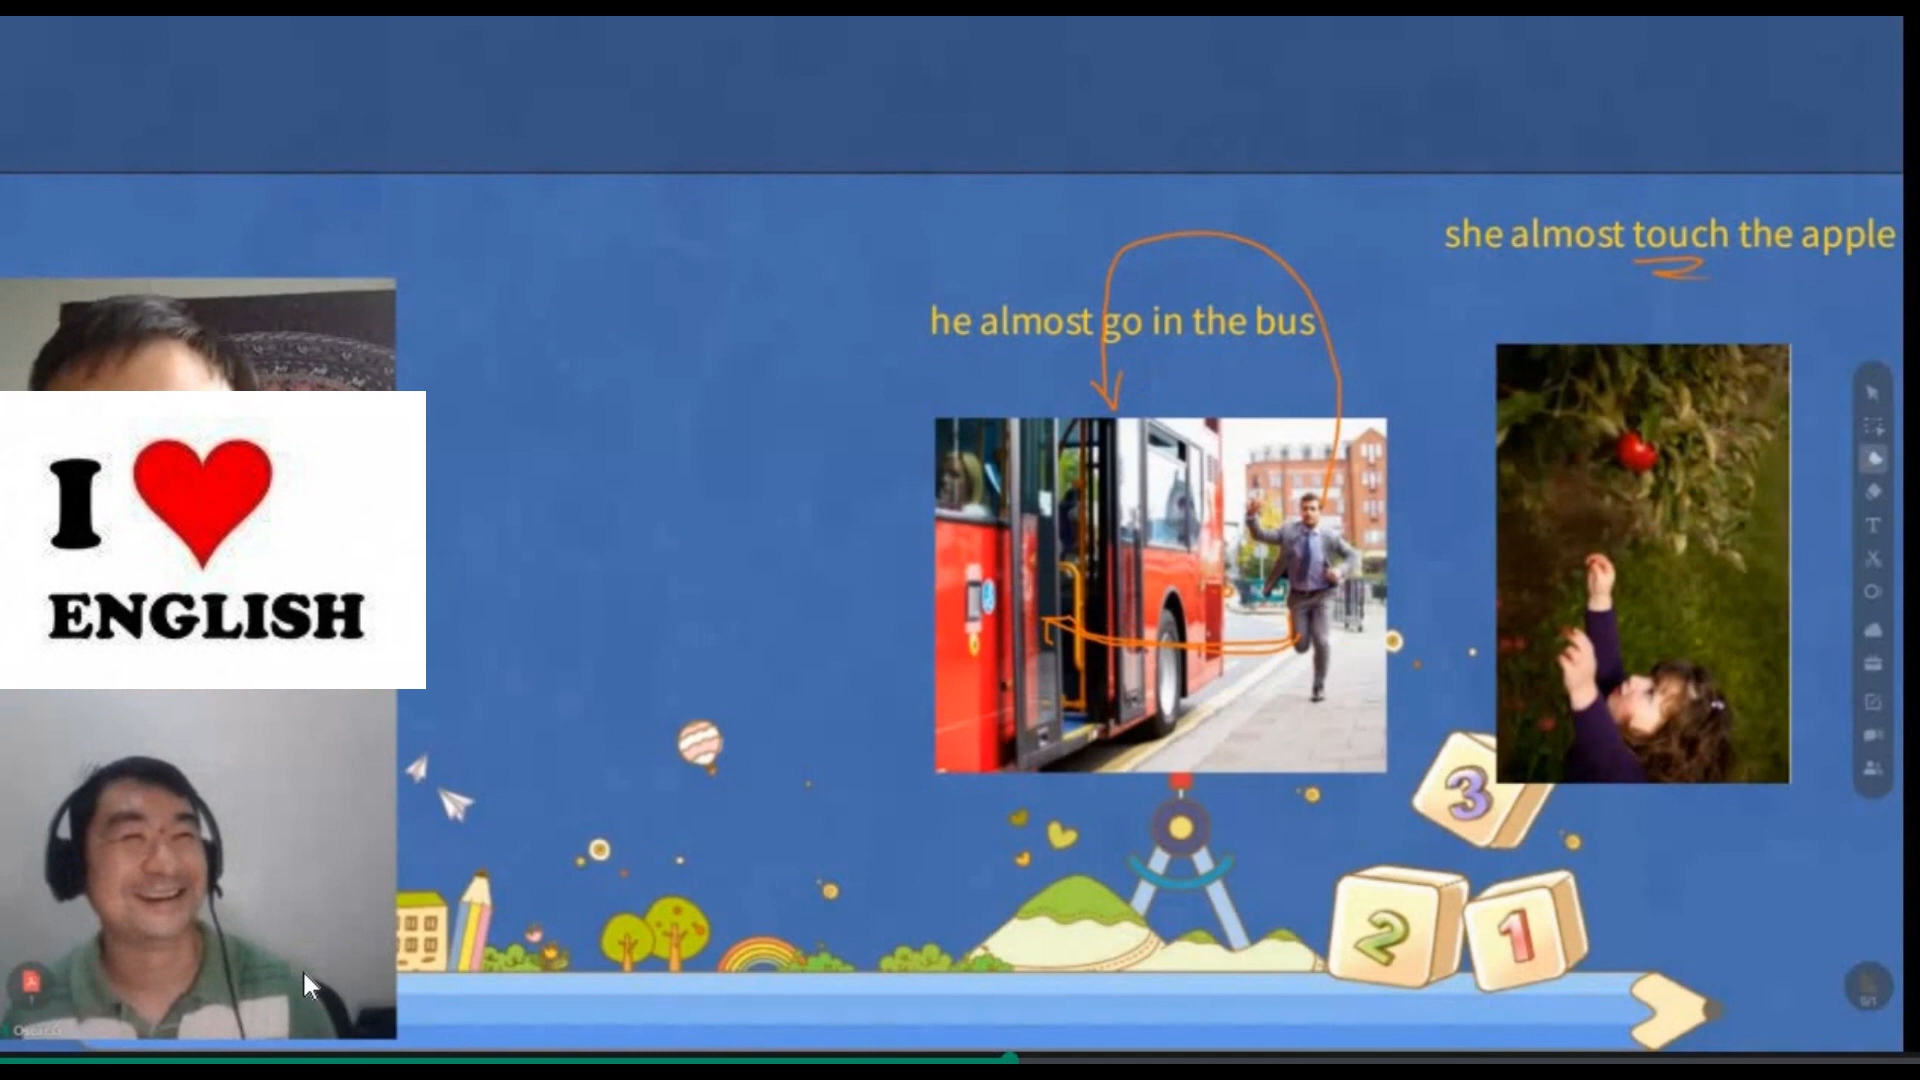 she almost touch the apple
he almost go in the bus
I
ENGLISH
3
2
1